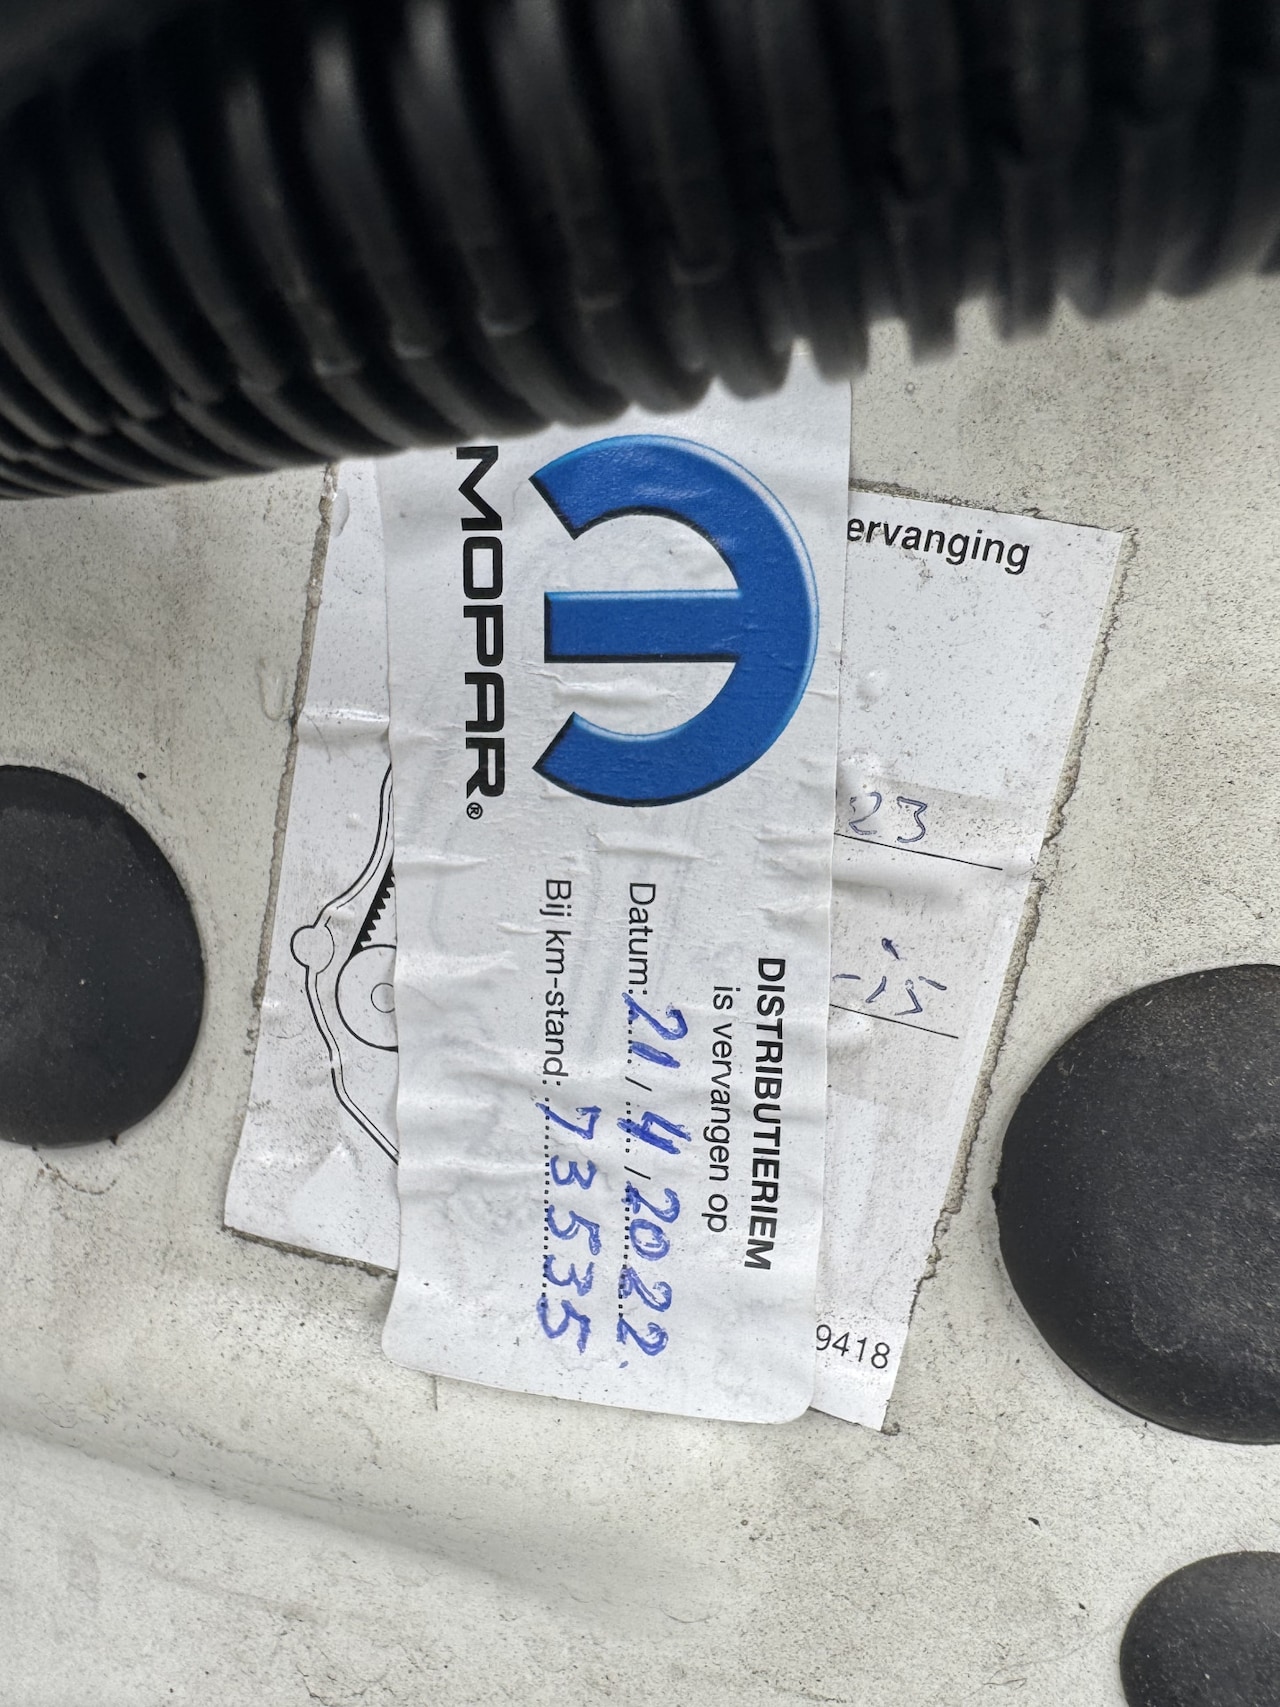 MOPAR®
DISTRIBUTIERIEM
is vervangen op
Datum: 21 / 4 / 2022
Bij km-stand: 73535
ervanging
23
9418